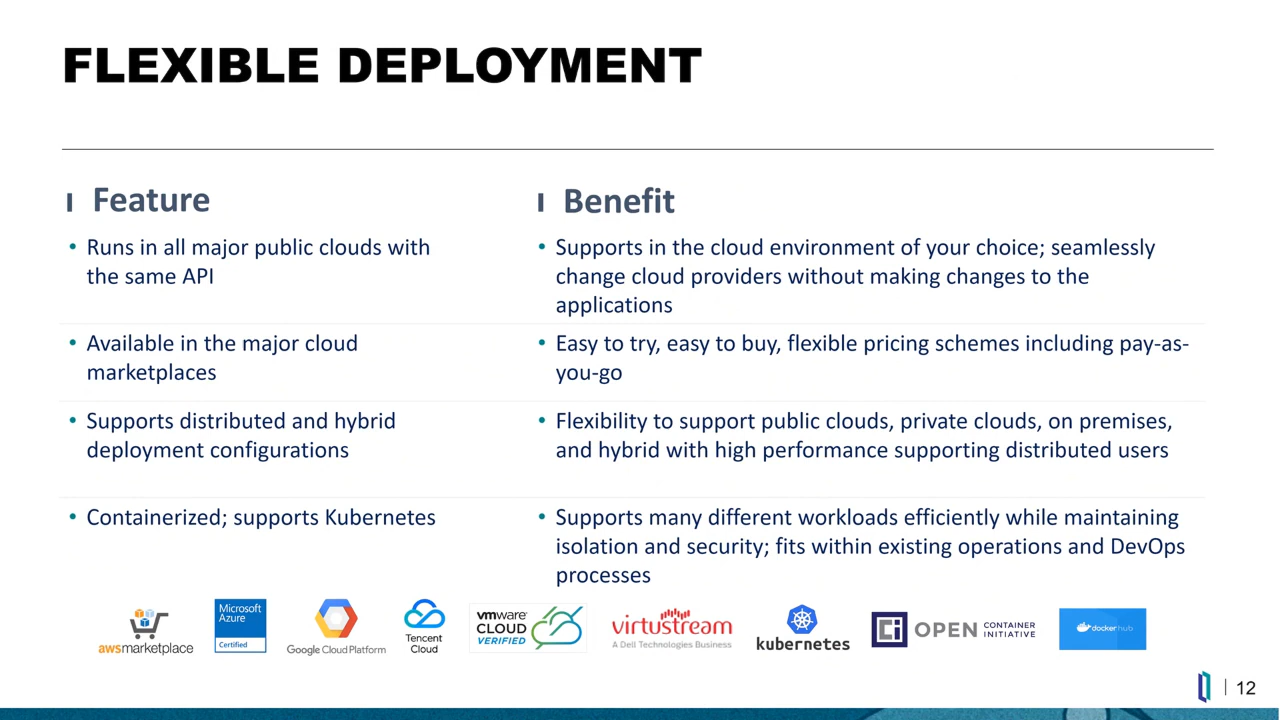 FLEXIBLE DEPLOYMENT
Feature
Benefit
• Runs in all major public clouds with
the same API
• Supports in the cloud environment of your choice; seamlessly
change cloud providers without making changes to the
applications
• Available in the major cloud
marketplaces
• Easy to try, easy to buy, flexible pricing schemes including pay-as-
you-go
• Supports distributed and hybrid
deployment configurations
• Flexibility to support public clouds, private clouds, on premises,
and hybrid with high performance supporting distributed users
• Containerized; supports Kubernetes
• Supports many different workloads efficiently while maintaining
isolation and security; fits within existing operations and DevOps
processes
awsmarketplace
Microsoft
Azure
Certified
Google Cloud Platform
Tencent
Cloud
vmware
CLOUD
VERIFIED
virtustream
A Dell Technologies Business
kubernetes
OPEN CONTAINER
INITIATIVE
dockerhub
12